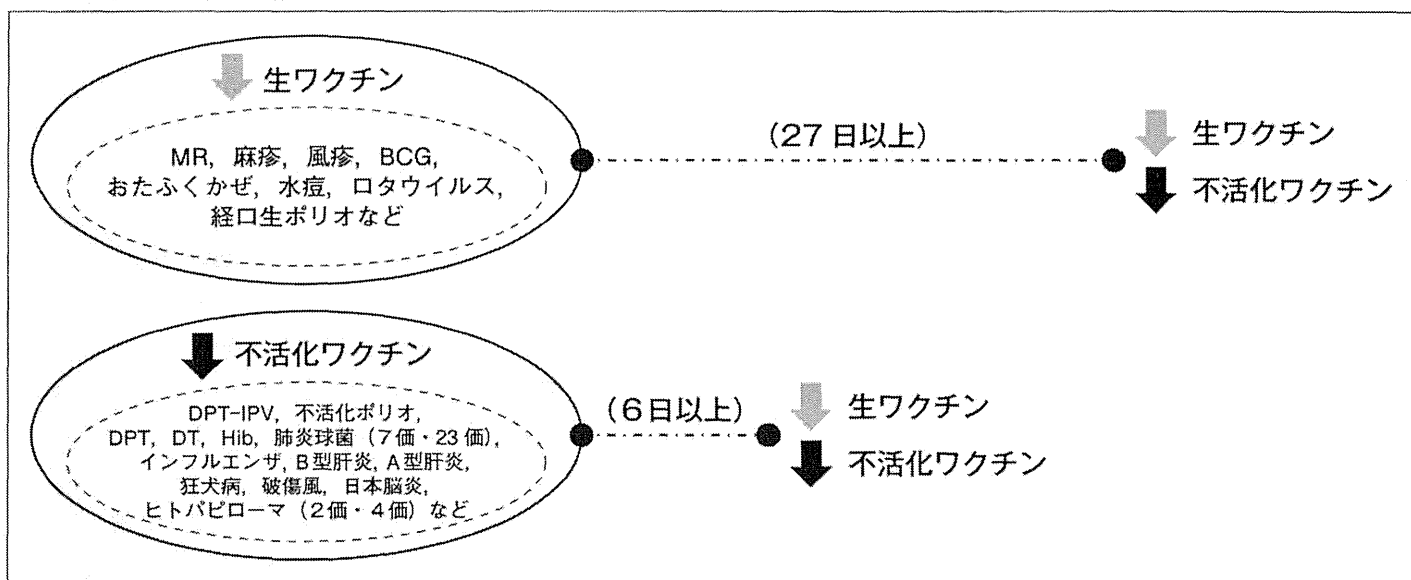 生ワクチン
MR, 麻疹, 風疹, BCG,
おたふくかぜ, 水痘, ロタウイルス,
経口生ポリオなど
(27日以上)
生ワクチン
不活化ワクチン
不活化ワクチン
DPT-IPV, 不活化ポリオ,
DPT, DT, Hib, 肺炎球菌(7価・23価),
インフルエンザ, B型肝炎, A型肝炎,
狂犬病, 破傷風, 日本脳炎,
ヒトパピローマ(2価・4価)など
(6日以上)
生ワクチン
不活化ワクチン